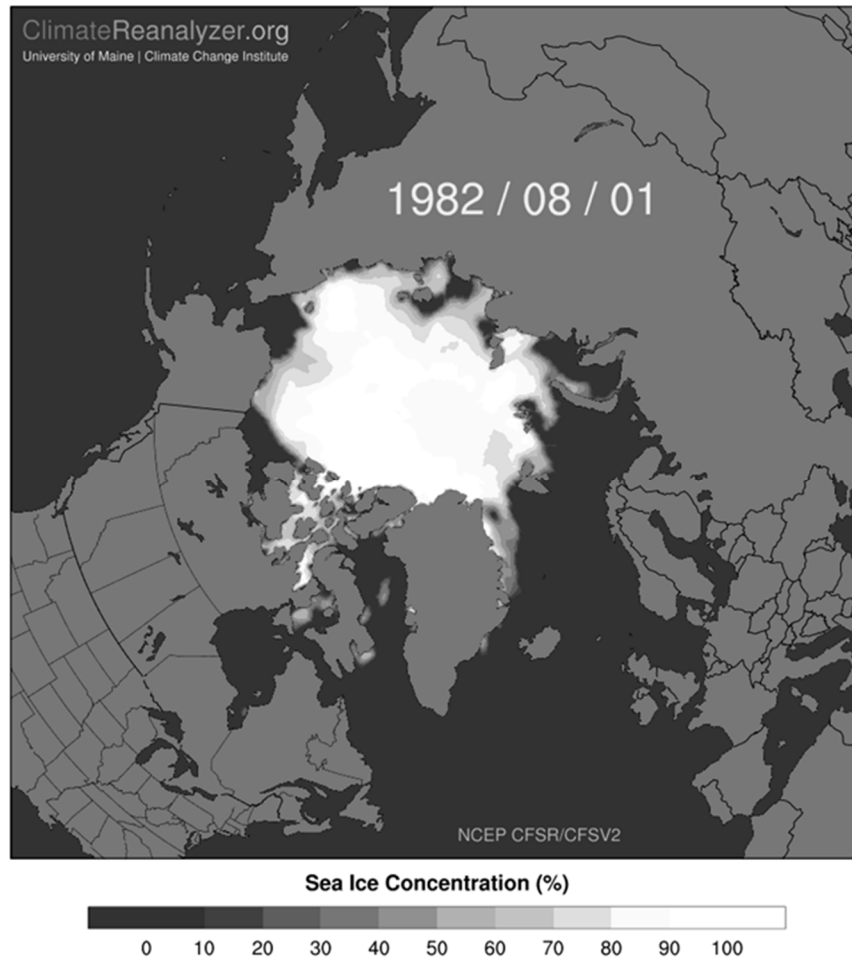 ClimateReanalyzer.org
University of Maine | Climate Change Institute
1982 / 08 / 01
NCEP CFSR/CFSV2
Sea Ice Concentration (%)
0 10 20 30 40 50 60 70 80 90 100